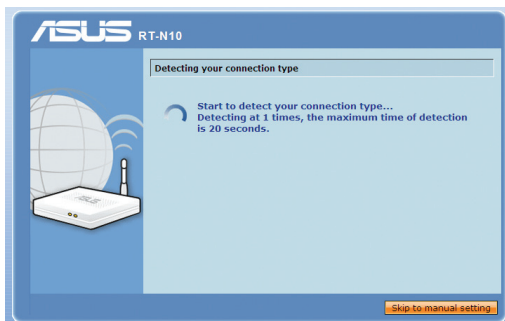 ASUS RT-N10
Detecting your connection type
Start to detect your connection type...
Detecting at 1 times, the maximum time of detection
is 20 seconds.
ASUS
Skip to manual setting